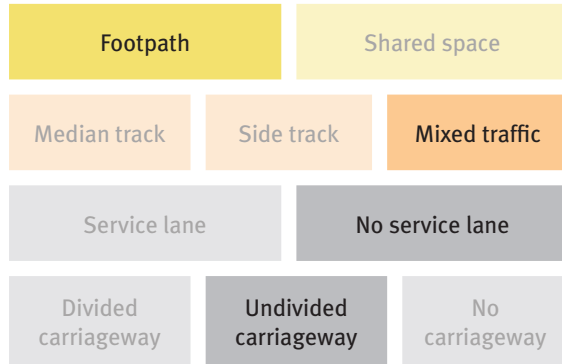 Footpath
Shared space
Median track
Side track
Mixed traffic
Service lane
No service lane
Divided
carriageway
Undivided
carriageway
No
carriageway